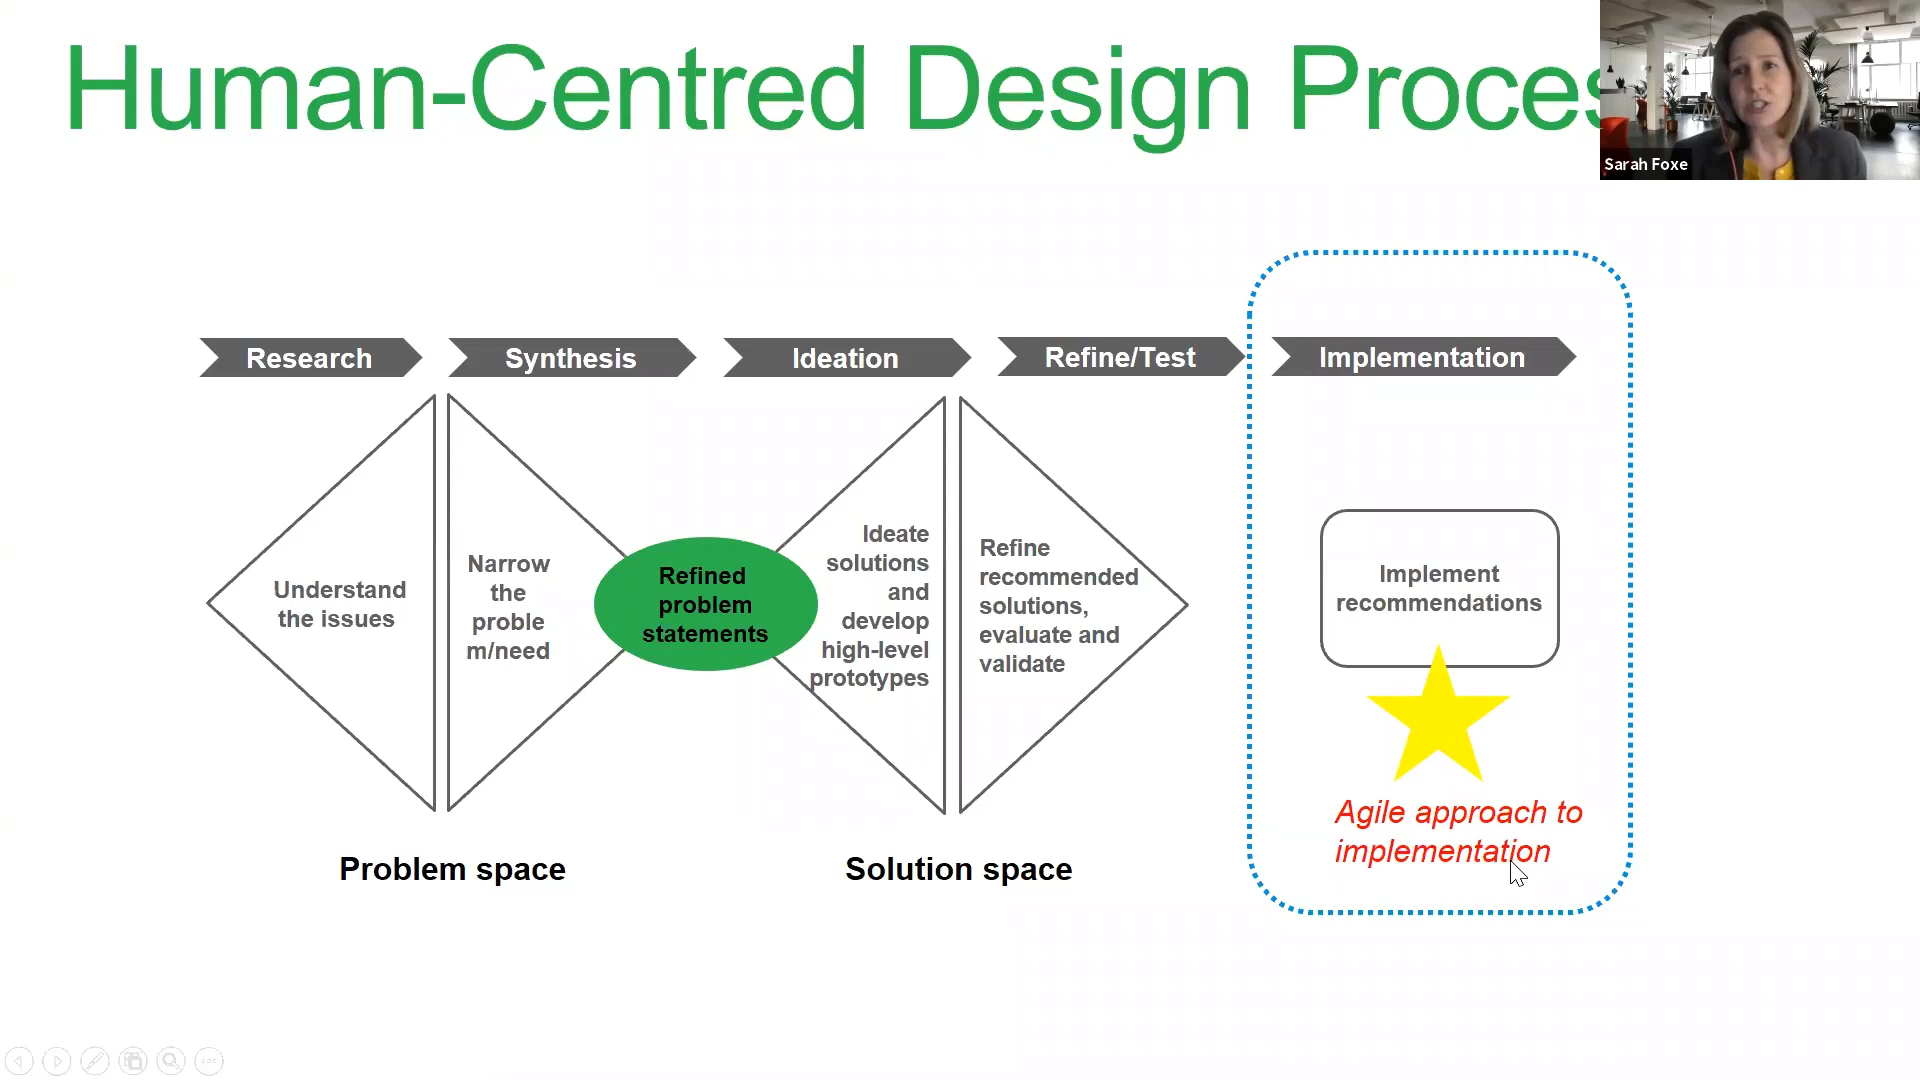 Human-Centred Design Proces
Sarah Foxe
Research
Synthesis
Ideation
Refine/Test
Implementation
Understand
the issues
Narrow
the
proble
m/need
Refined
problem
statements
Ideate
solutions
and
develop
high-level
prototypes
Refine
recommended
solutions,
evaluate and
validate
Implement
recommendations
Agile approach to
implementation
Problem space
Solution space